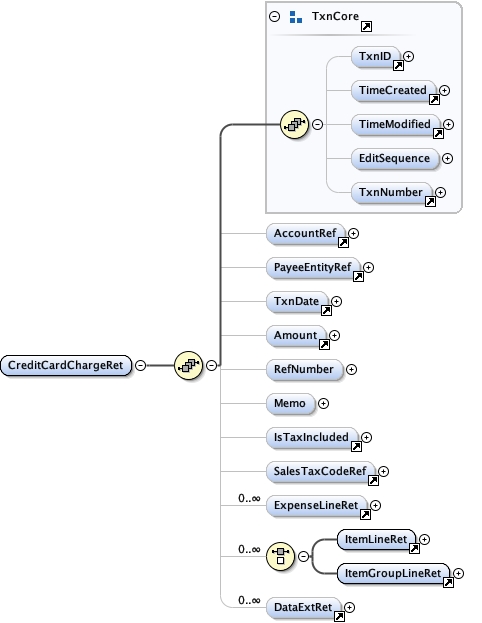 TxnCore
TxnID
TimeCreated
TimeModified
EditSequence
TxnNumber
AccountRef
PayeeEntityRef
TxnDate
Amount
CreditCardChargeRet
RefNumber
Memo
IsTaxIncluded
SalesTaxCodeRef
0..∞
ExpenseLineRet
0..∞
ItemLineRet
ItemGroupLineRet
0..∞
DataExtRet